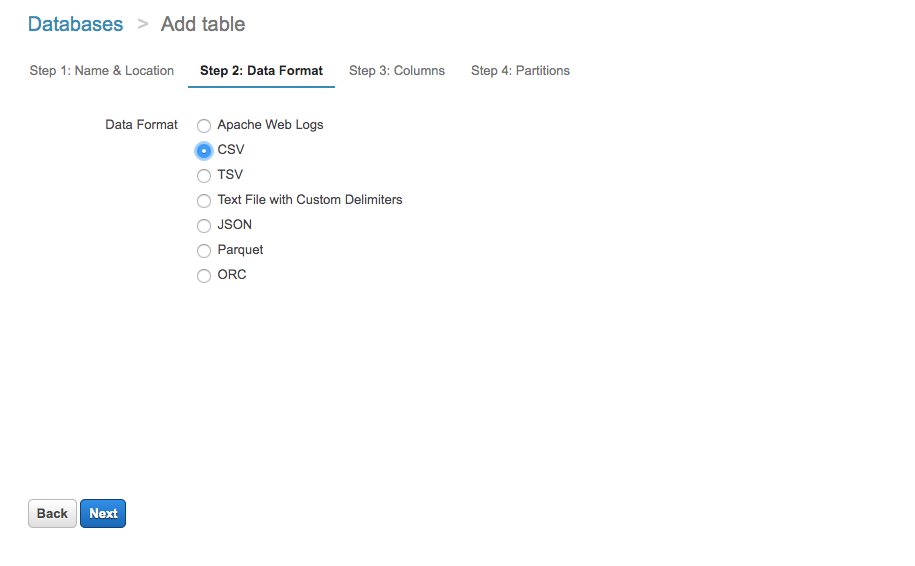 Databases > Add table
Step 1: Name & Location Step 2: Data Format Step 3: Columns Step 4: Partitions
Data Format Apache Web Logs
CSV
TSV
Text File with Custom Delimiters
JSON
Parquet
ORC
Back Next